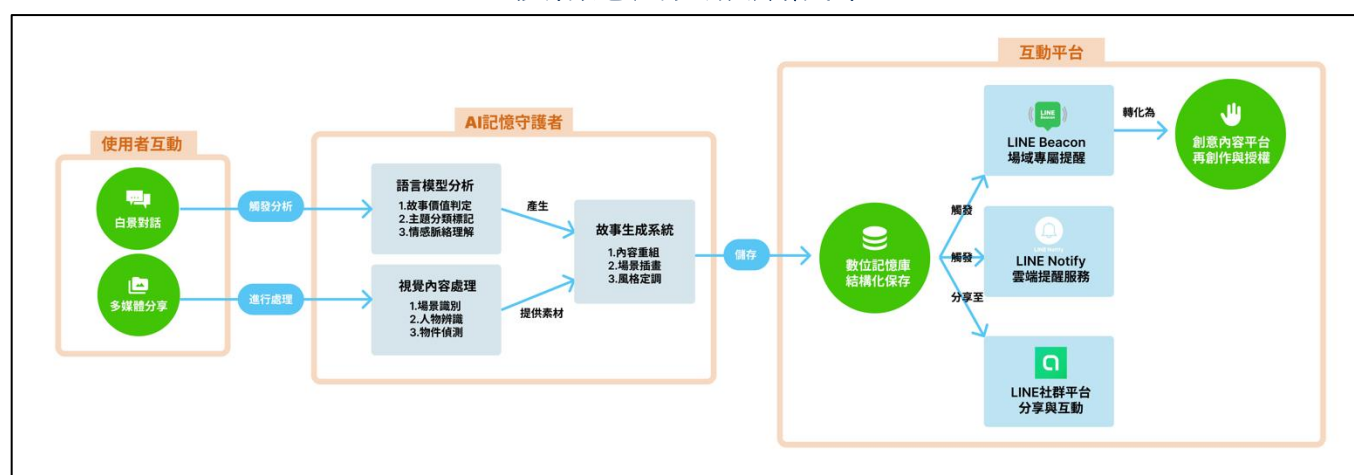 使用者互動
白景對話
多媒體分享
觸發分析
進行處理
AI記憶守護者
語言模型分析
1.故事價值判定
2.主題分類標記
3.情感脈絡理解
視覺內容處理
1.場景識別
2.人物辨識
3.物件偵測
產生
提供素材
故事生成系統
1.內容重組
2.場景插畫
3.風格定調
儲存
互動平台
數位記憶庫
結構化保存
觸發
觸發
分享至
LINE Beacon
LINE Beacon
場域專屬提醒
轉化為
創意內容平台
再創作與授權
LINE Notify
LINE Notify
雲端提醒服務
LINE社群平台
分享與互動